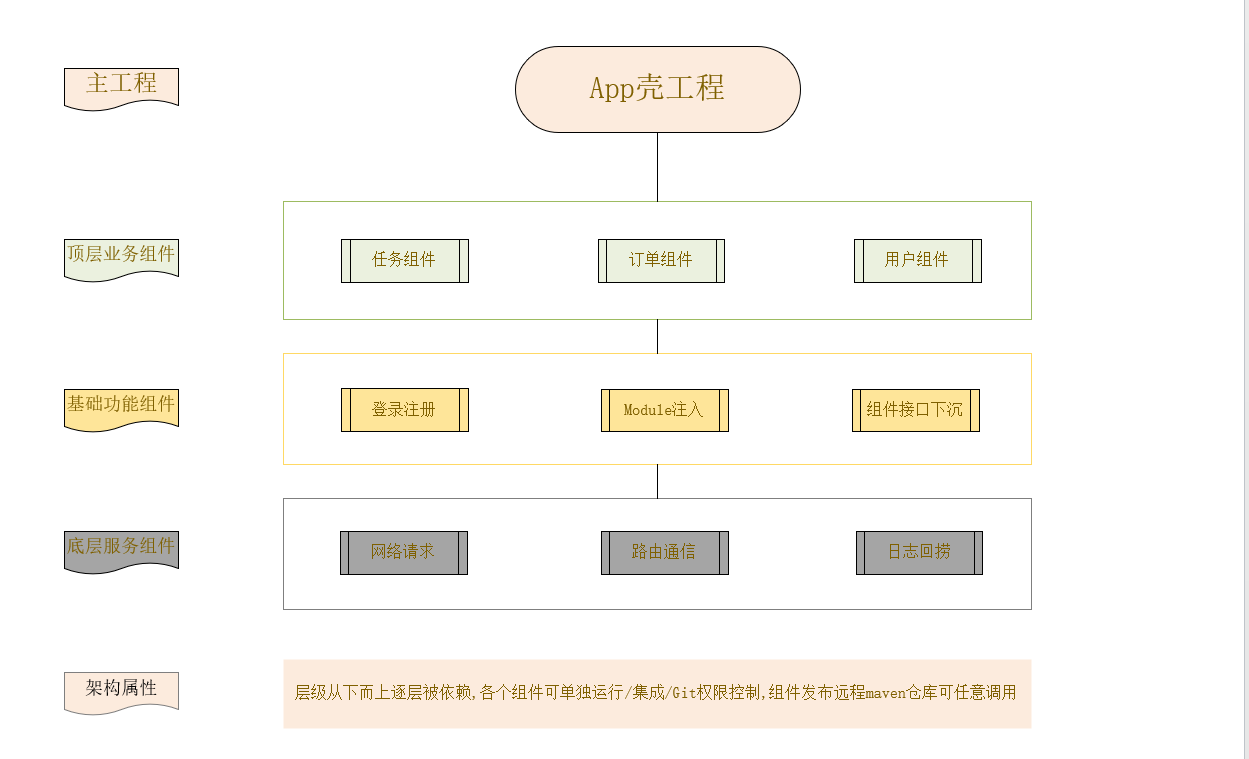 主工程
App壳工程
顶层业务组件
任务组件
订单组件
用户组件
基础功能组件
登录注册
Module注入
组件接口下沉
底层服务组件
网络请求
路由通信
日志回捞
架构属性
层级从下而上逐层被依赖,各个组件可单独运行/集成/Git权限控制,组件发布远程maven仓库可任意调用